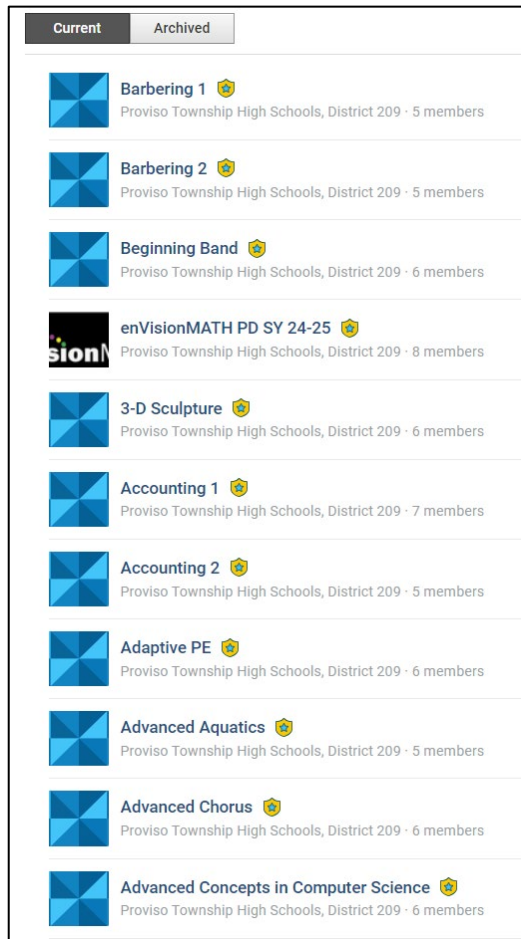 Current Archived
Barbering 1
Proviso Township High Schools, District 209 · 5 members
Barbering 2
Proviso Township High Schools, District 209 · 5 members
Beginning Band
Proviso Township High Schools, District 209 · 6 members
sionM
enVisionMATH PD SY 24-25
Proviso Township High Schools, District 209 · 8 members
3-D Sculpture
Proviso Township High Schools, District 209 · 6 members
Accounting 1
Proviso Township High Schools, District 209 · 7 members
Accounting 2
Proviso Township High Schools, District 209 · 5 members
Adaptive PE
Proviso Township High Schools, District 209 · 6 members
Advanced Aquatics
Proviso Township High Schools, District 209 · 5 members
Advanced Chorus
Proviso Township High Schools, District 209 · 6 members
Advanced Concepts in Computer Science
Proviso Township High Schools, District 209 · 6 members